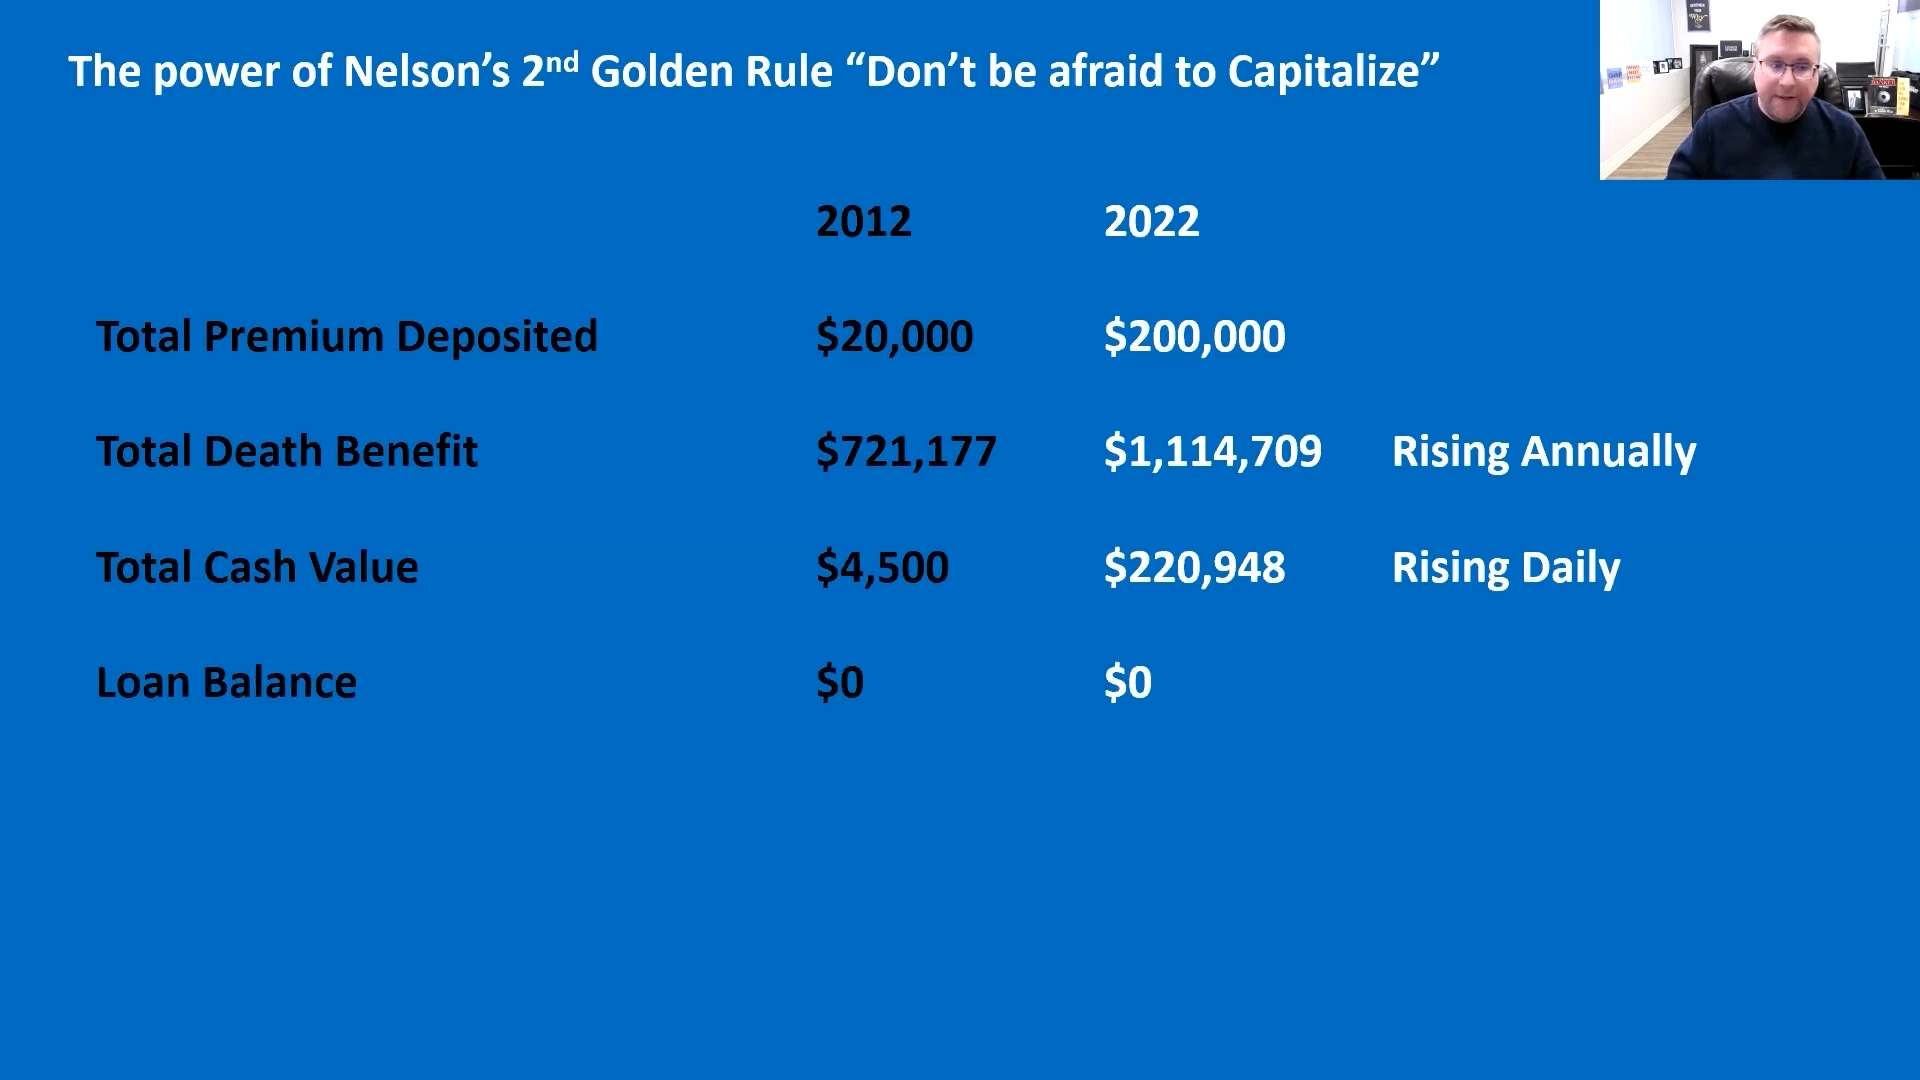 The power of Nelson’s 2nd Golden Rule “Don’t be afraid to Capitalize”
2012 2022
Total Premium Deposited $20,000 $200,000
Total Death Benefit $721,177 $1,114,709 Rising Annually
Total Cash Value $4,500 $220,948 Rising Daily
Loan Balance $0 $0